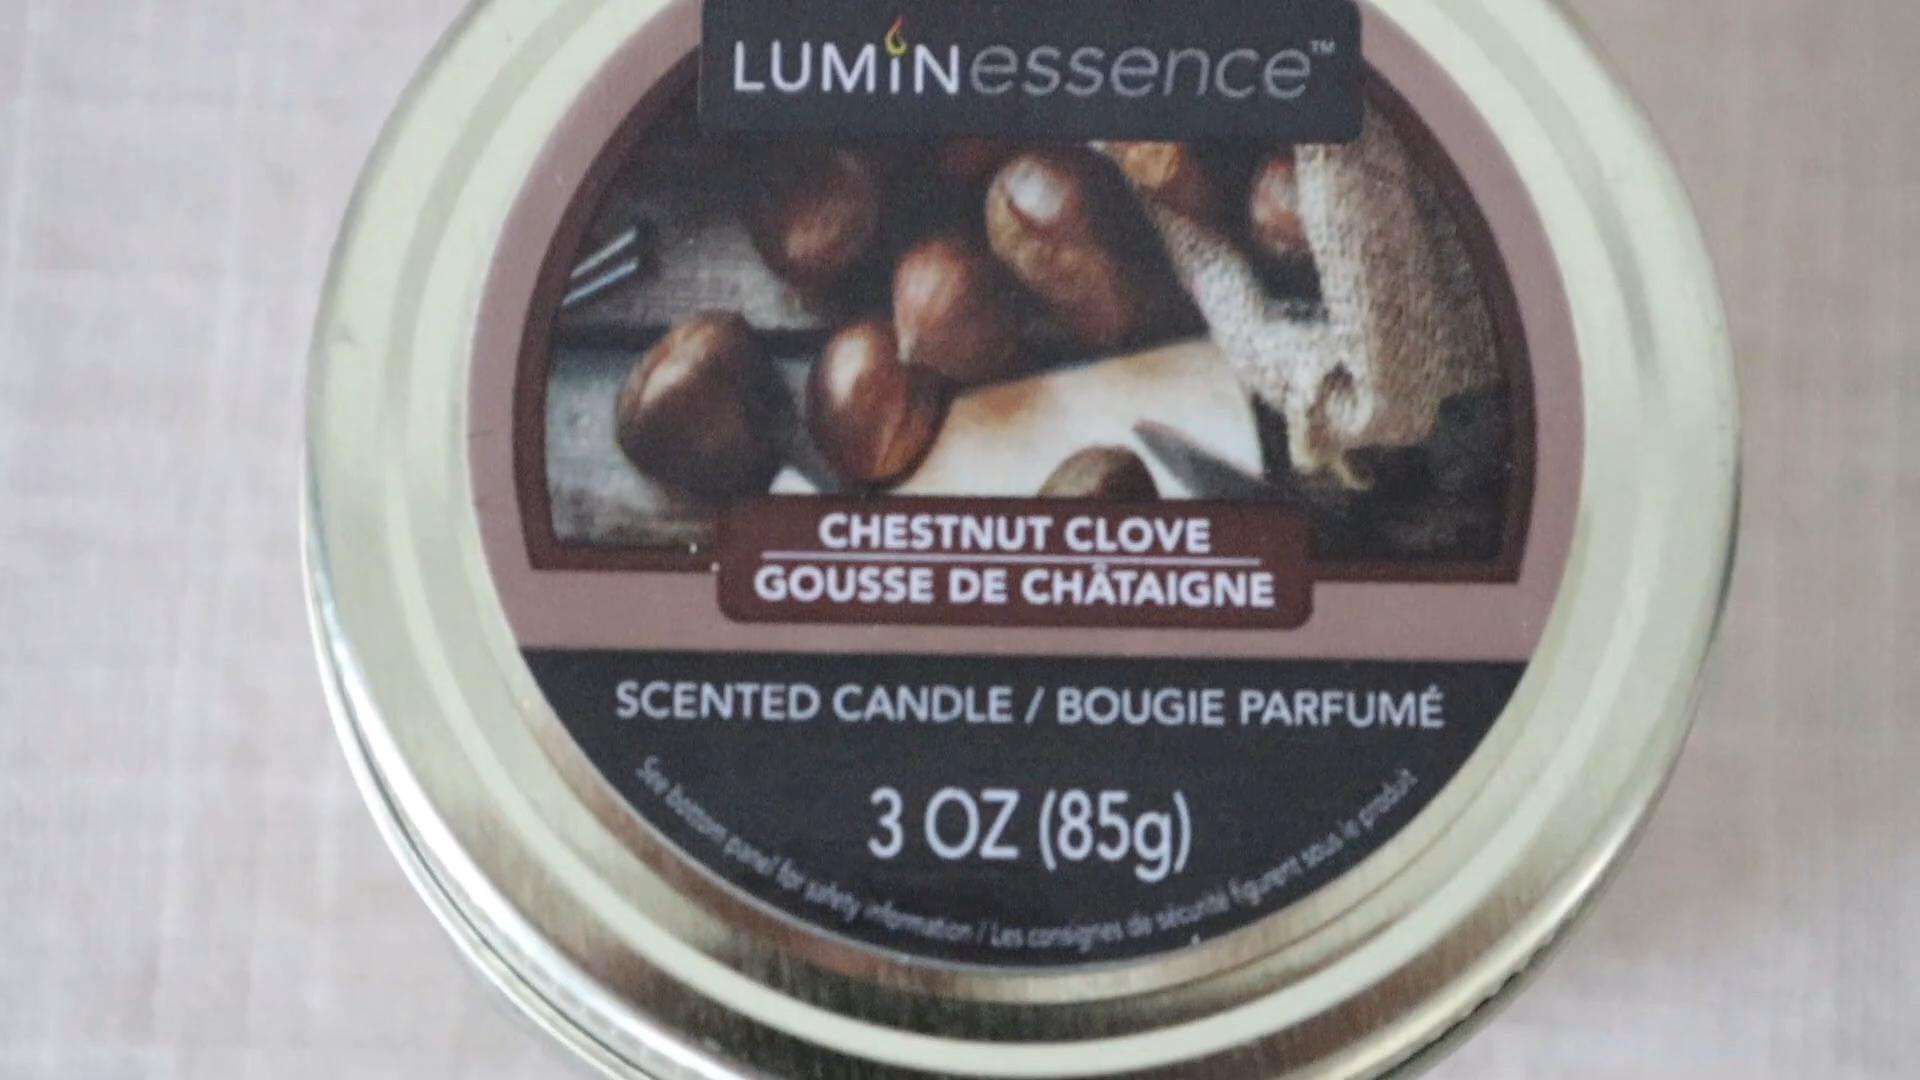 LUMiNessence™
CHESTNUT CLOVE
GOUSSE DE CHÂTAIGNE
SCENTED CANDLE / BOUGIE PARFUMÉ
3 OZ (85g)
See bottom panel for safety information / Les consignes de sécurité figurent sous le produit